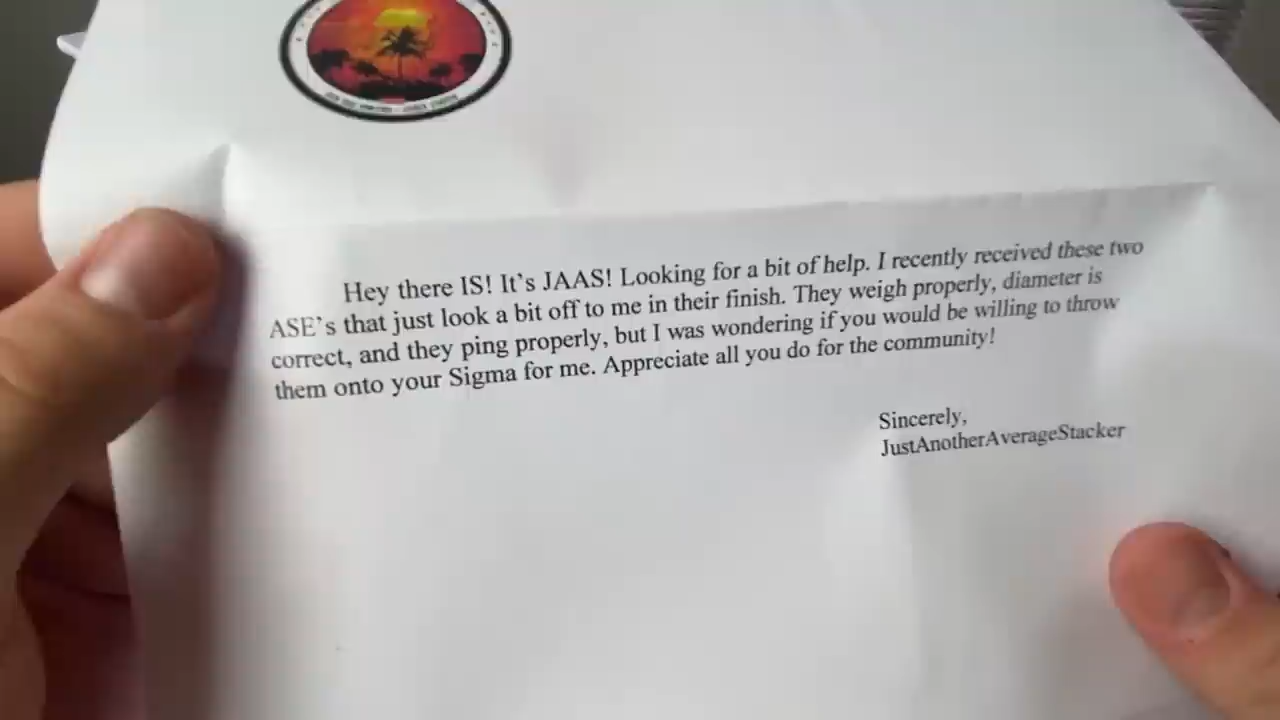 Hey there IS! It's JAAS! Looking for a bit of help. I recently received these two
ASE's that just look a bit off to me in their finish. They weigh properly, diameter is
correct, and they ping properly, but I was wondering if you would be willing to throw
them onto your Sigma for me. Appreciate all you do for the community!
Sincerely,
JustAnotherAverageStacker